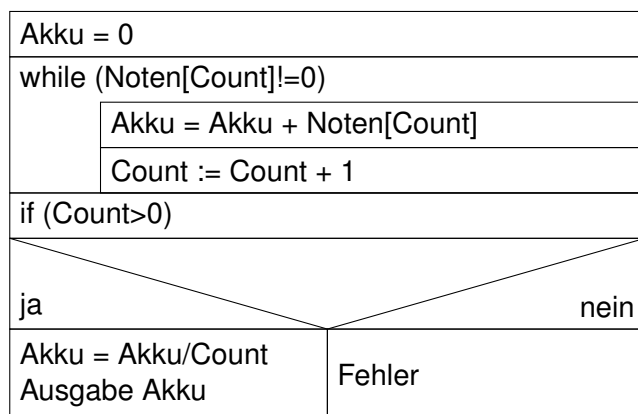 Akku = 0
while (Noten[Count]!=0)
Akku = Akku + Noten[Count]
Count := Count + 1
if (Count>0)
ja
nein
Akku = Akku/Count
Ausgabe Akku
Fehler